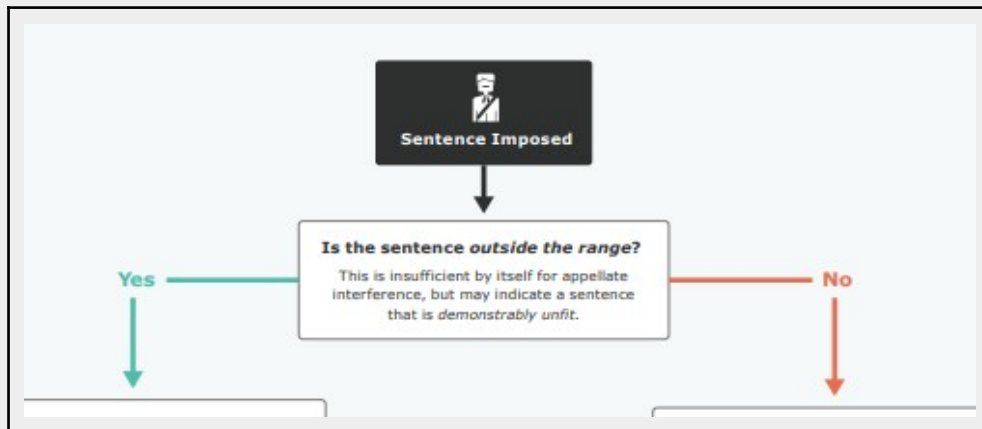 Sentence Imposed
Is the sentence outside the range?
Yes
This is insufficient by itself for appellate
interference, but may indicate a sentence
that is demonstrably unfit.
No